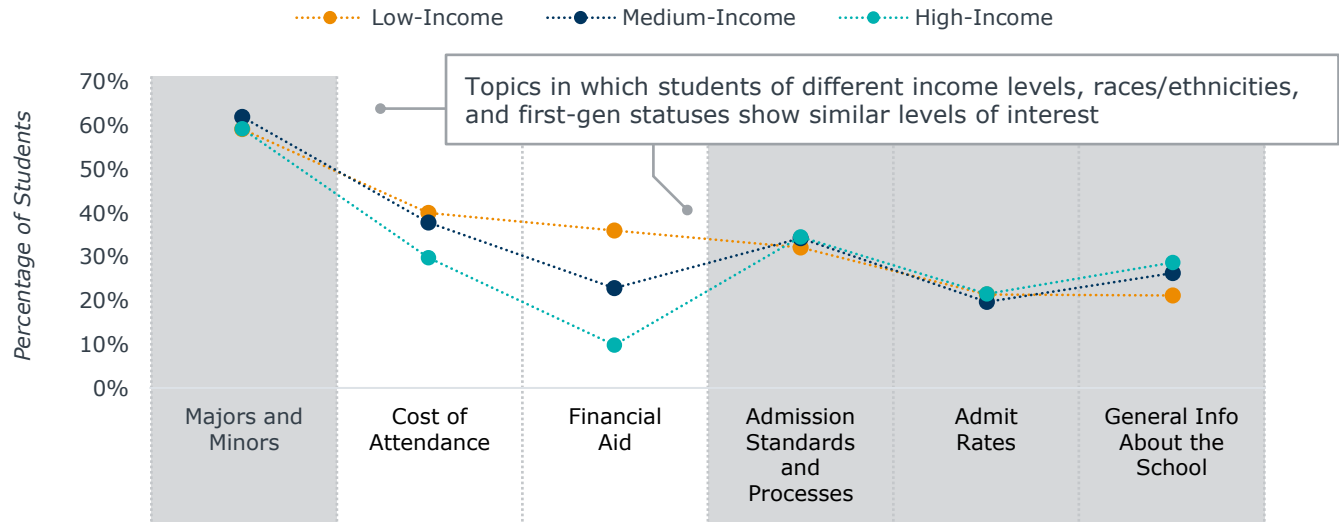 Low-Income Medium-Income High-Income
Topics in which students of different income levels, races/ethnicities,
and first-gen statuses show similar levels of interest
Percentage of Students
70%
60%
50%
40%
30%
20%
10%
0%
Majors and
Minors
Cost of
Attendance
Financial
Aid
Admission
Standards
and
Processes
Admit
Rates
General Info
About the
School